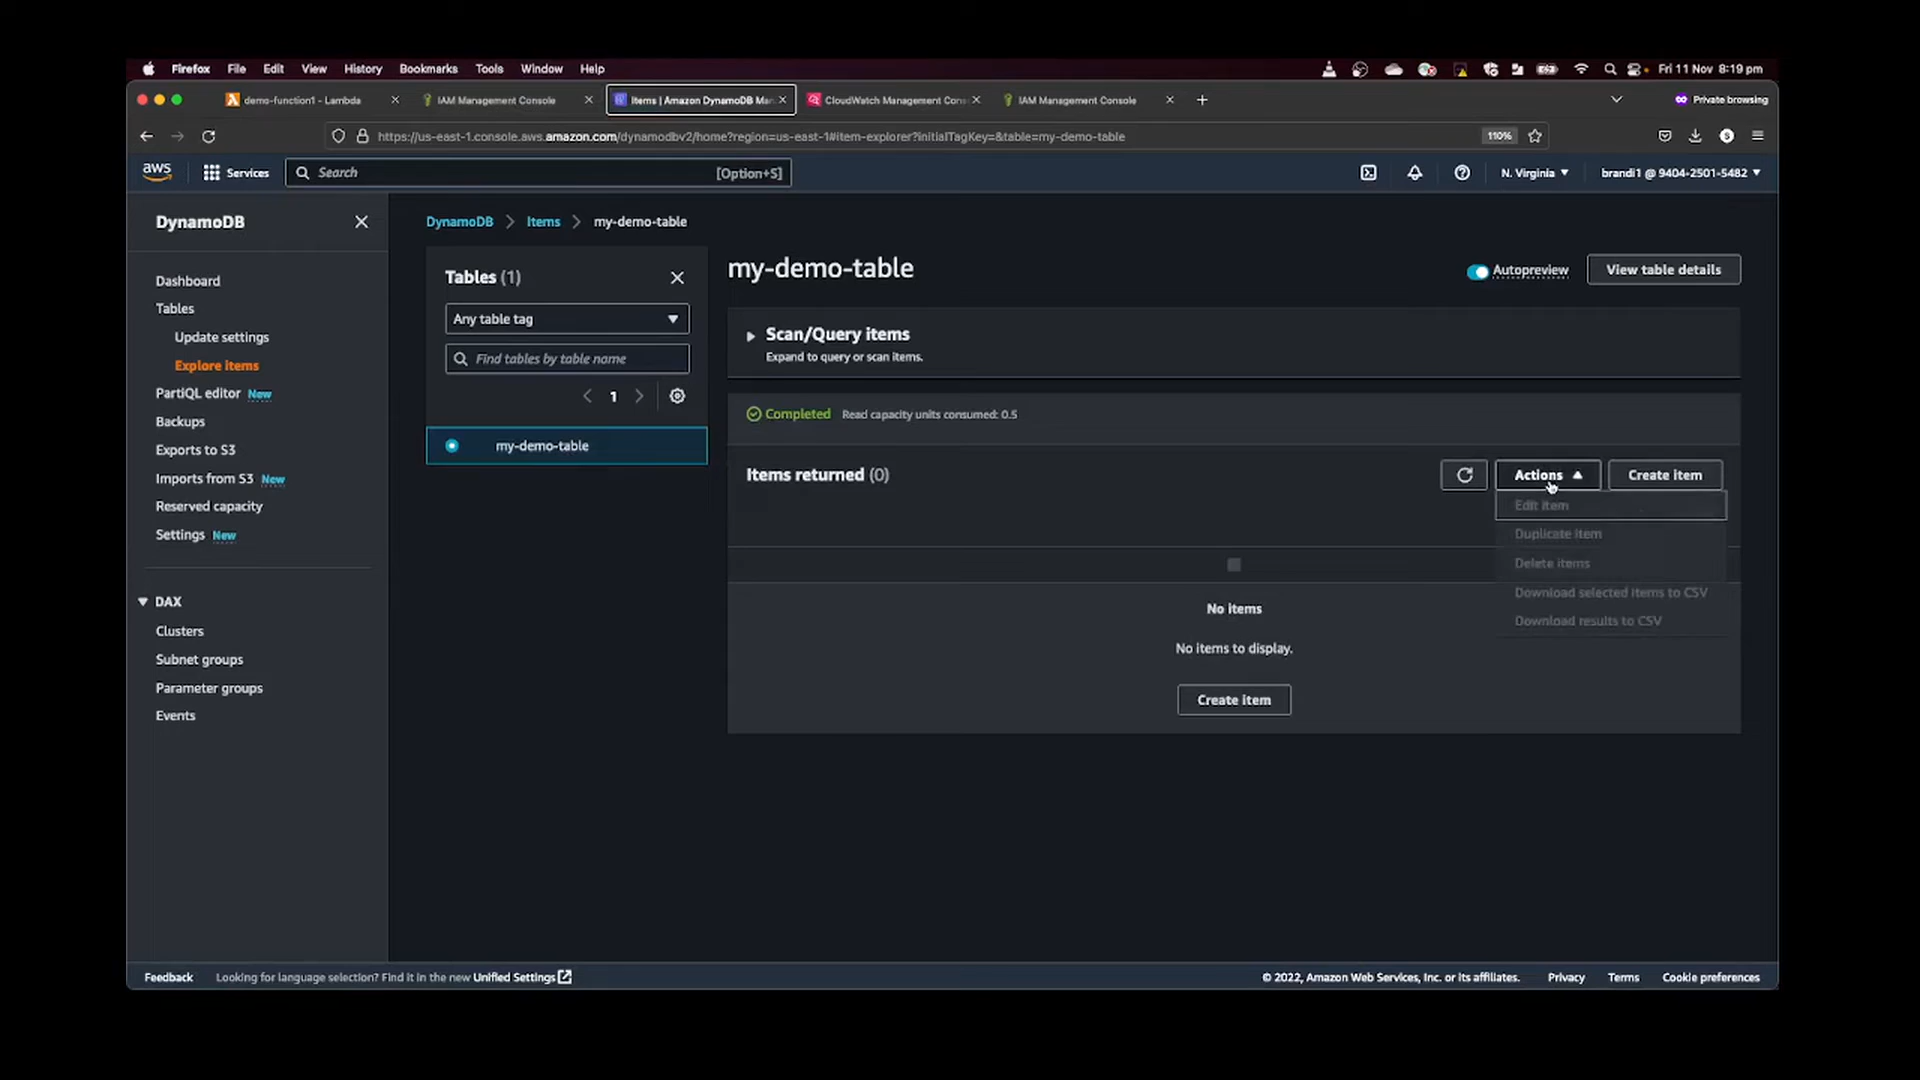 Firefox File Edit View History Bookmarks Tools Window Help Fri 11 Nov 8:19 pm
demo-function1 - Lambda IAM Management Console Items | Amazon DynamoDB Man CloudWatch Management Con IAM Management Console Private browsing
https://us-east-1.console.aws.amazon.com/dynamodbv2/home?region=us-east-1#item-explorer?initialTagKey=&table=my-demo-table 110%
aws Services Search [Option+S] N. Virginia brandi1 @ 9404-2501-5482
DynamoDB
Dashboard
Tables
Update settings
Explore items
PartiQL editor New
Backups
Exports to S3
Imports from S3 New
Reserved capacity
Settings New
DAX
Clusters
Subnet groups
Parameter groups
Events
DynamoDB Items my-demo-table
Tables (1)
Any table tag
Find tables by table name
1
my-demo-table
my-demo-table
Autopreview View table details
Scan/Query items
Expand to query or scan items.
Completed Read capacity units consumed: 0.5
Items returned (0)
Actions Create item
Edit item
Duplicate item
Delete items
Download selected items to CSV
Download results to CSV
No items
No items to display.
Create item
Feedback Looking for language selection? Find it in the new Unified Settings © 2022, Amazon Web Services, Inc. or its affiliates. Privacy Terms Cookie preferences